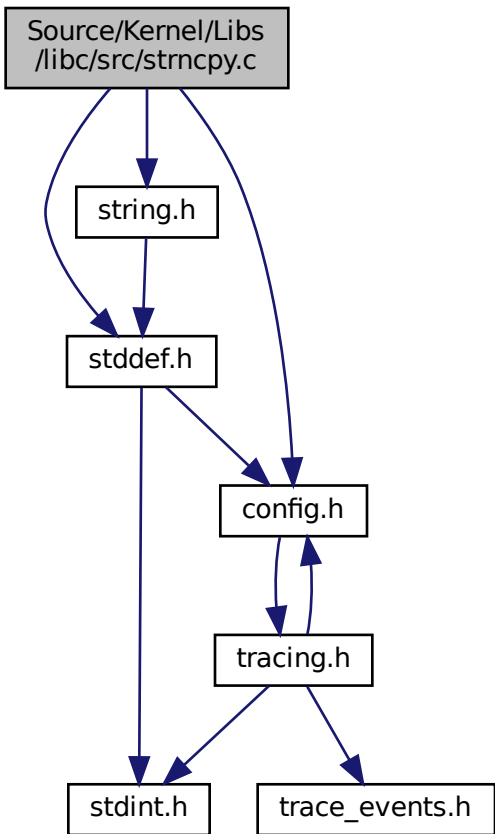 Source/Kernel/Libs
/libc/src/strncpy.c
string.h
stddef.h
config.h
tracing.h
stdint.h
trace_events.h